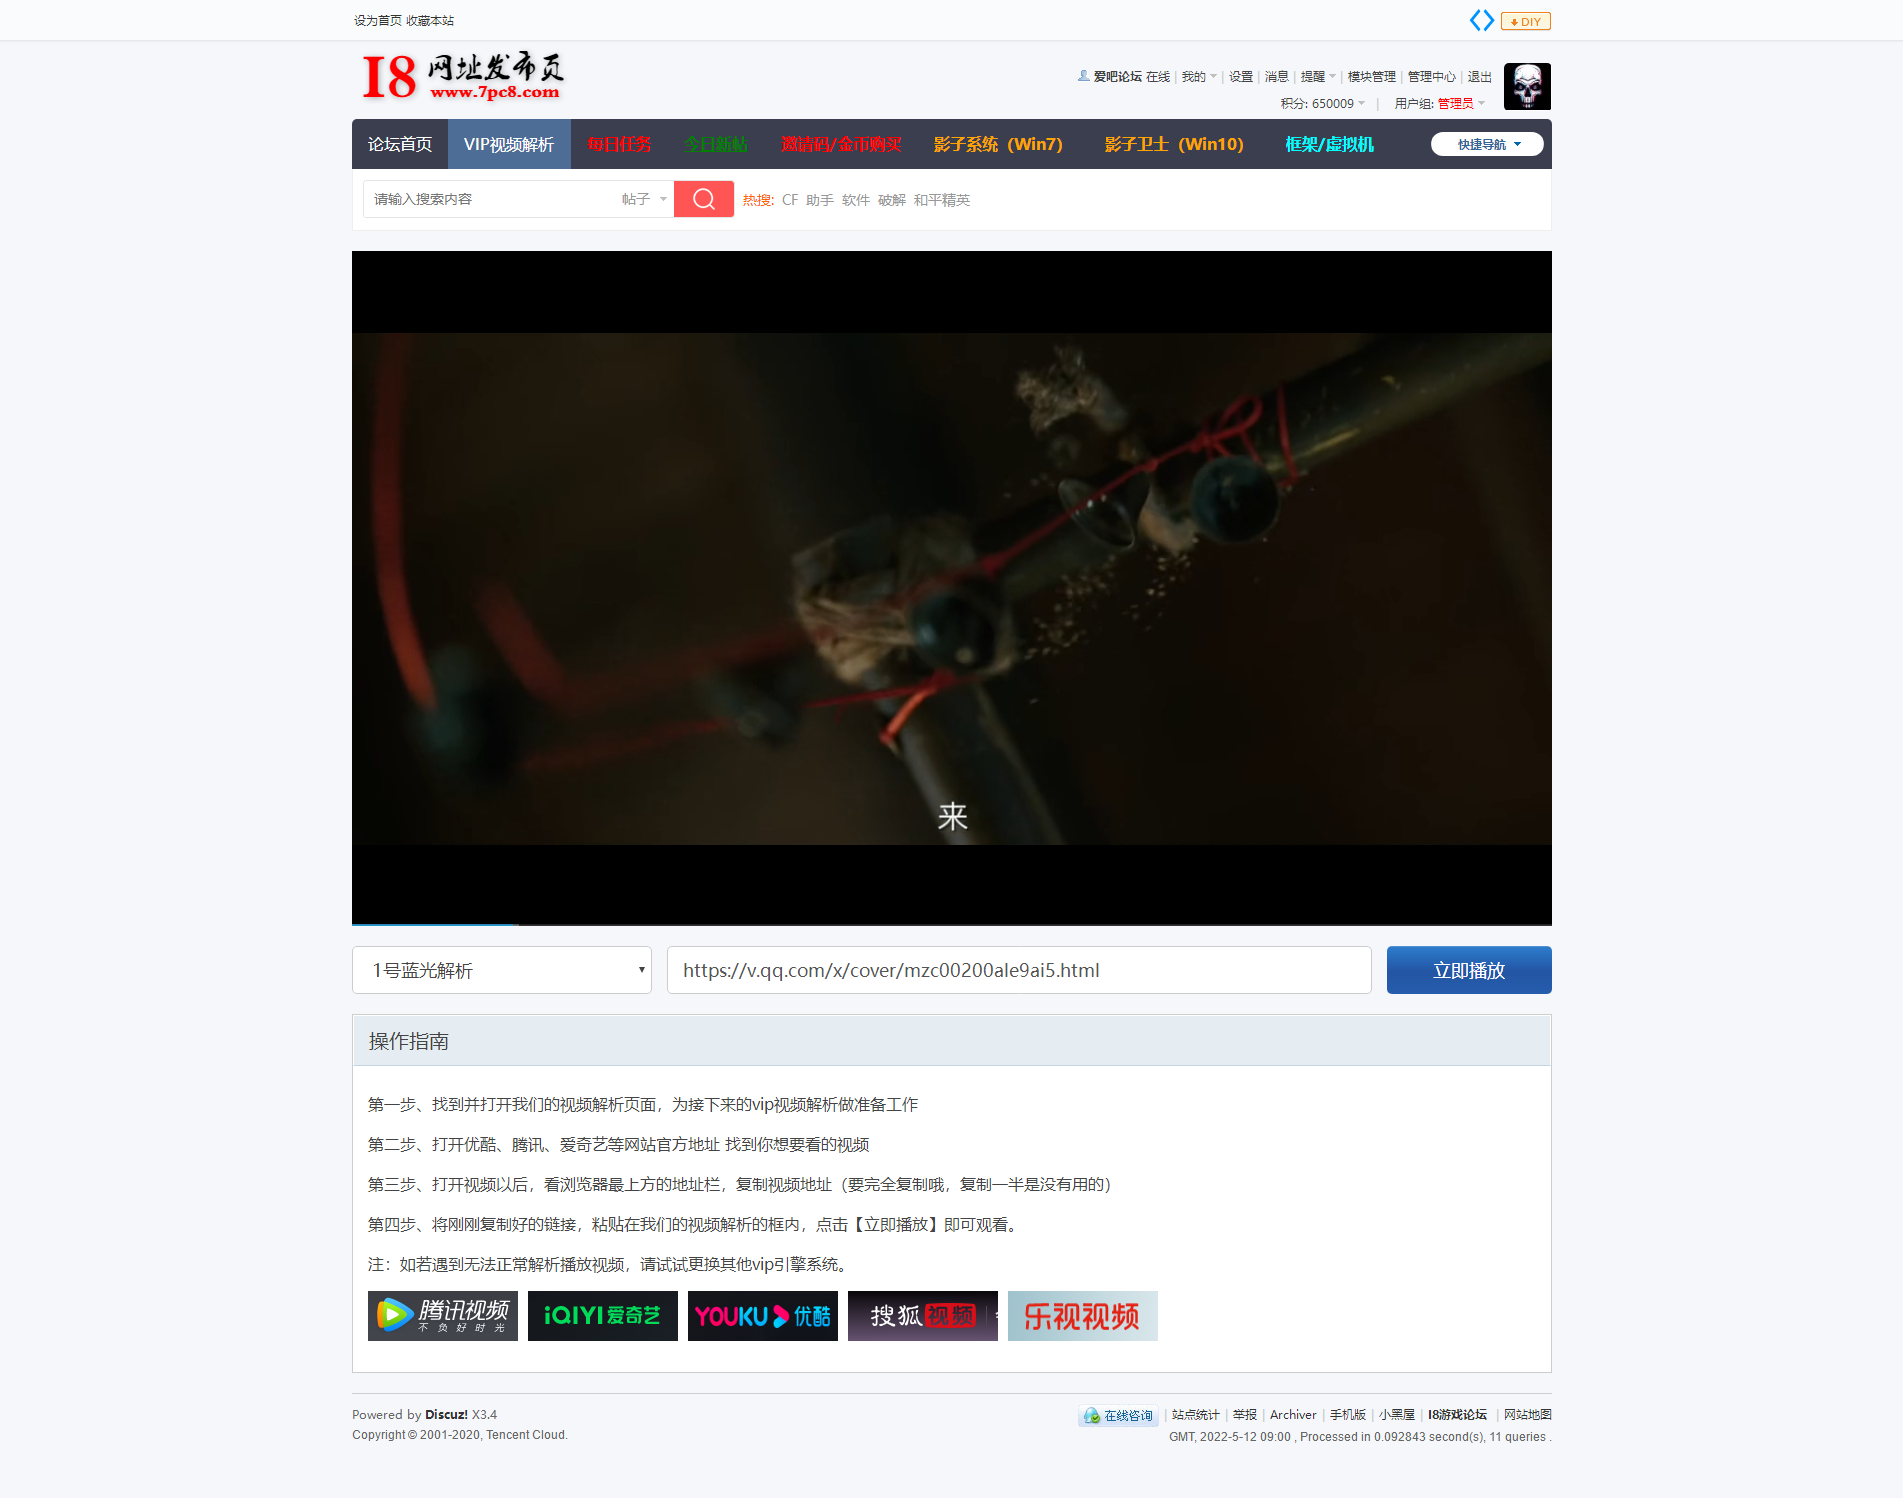 设为首页 收藏本站
DIY
I8 网址发布页
www.7pc8.com
爱吧论坛 在线 | 我的 | 设置 | 消息 | 提醒 | 模块管理 | 管理中心 | 退出
积分: 650009 | 用户组: 管理员
论坛首页 VIP视频解析 每日任务 今日新帖 邀请码/金币购买 影子系统（Win7） 影子卫士（Win10） 框架/虚拟机 快捷导航
请输入搜索内容 帖子 热搜: CF 助手 软件 破解 和平精英
来
1号蓝光解析 https://v.qq.com/x/cover/mzc00200ale9ai5.html 立即播放
操作指南
第一步、找到并打开我们的视频解析页面，为接下来的vip视频解析做准备工作
第二步、打开优酷、腾讯、爱奇艺等网站官方地址 找到你想要看的视频
第三步、打开视频以后，看浏览器最上方的地址栏，复制视频地址（要完全复制哦，复制一半是没有用的）
第四步、将刚刚复制好的链接，粘贴在我们的视频解析的框内，点击【立即播放】即可观看。
注：如若遇到无法正常解析播放视频，请试试更换其他vip引擎系统。
腾讯视频 iQIYI爱奇艺 YOUKU 优酷 搜狐视频 乐视视频
不负好时光
Powered by Discuz! X3.4 在线咨询 | 站点统计 | 举报 | Archiver | 手机版 | 小黑屋 | I8游戏论坛 | 网站地图
Copyright © 2001-2020, Tencent Cloud. GMT, 2022-5-12 09:00 , Processed in 0.092843 second(s), 11 queries .